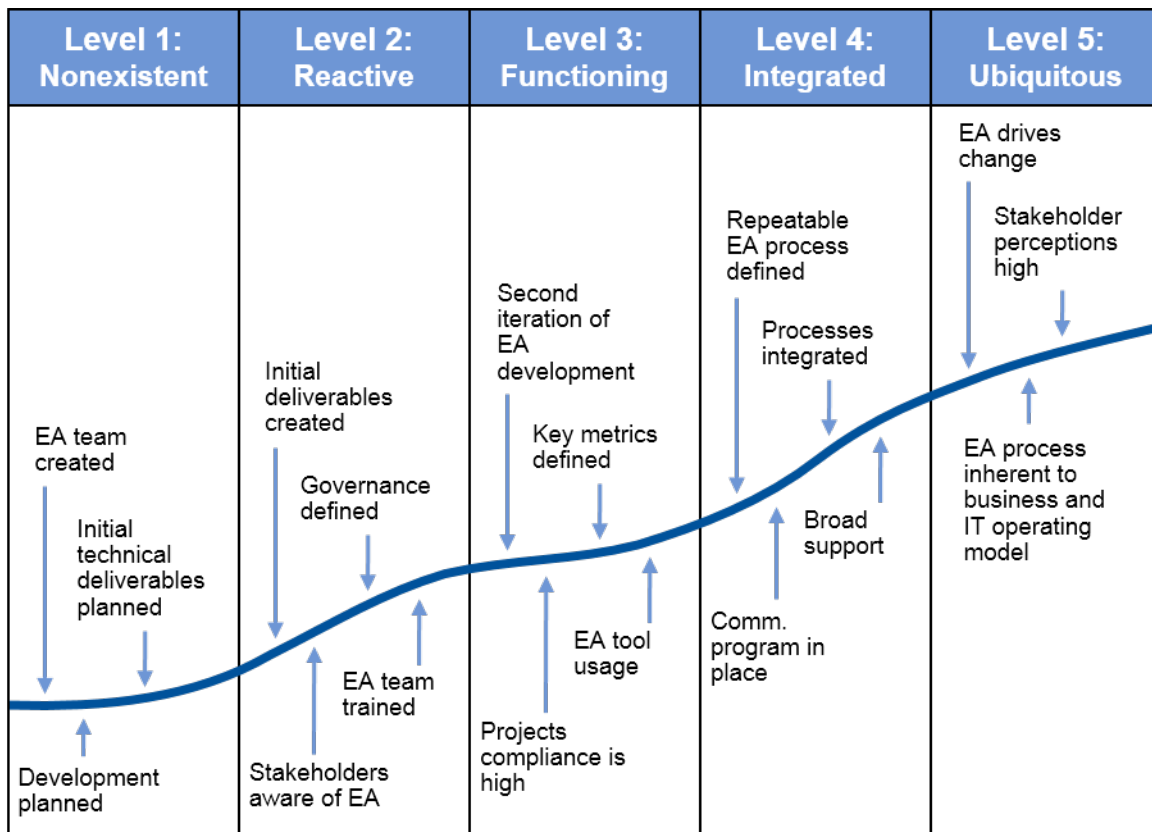 Level 1:
Nonexistent
Level 2:
Reactive
Level 3:
Functioning
Level 4:
Integrated
Level 5:
Ubiquitous
EA team
created
Initial
technical
deliverables
planned
Development
planned
Initial
deliverables
created
Governance
defined
EA team
trained
Stakeholders
aware of EA
Second
iteration of
EA
development
Key metrics
defined
EA tool
usage
Projects
compliance is
high
Repeatable
EA process
defined
Processes
integrated
Broad
support
Comm.
program in
place
EA drives
change
Stakeholder
perceptions
high
EA process
inherent to
business and
IT operating
model